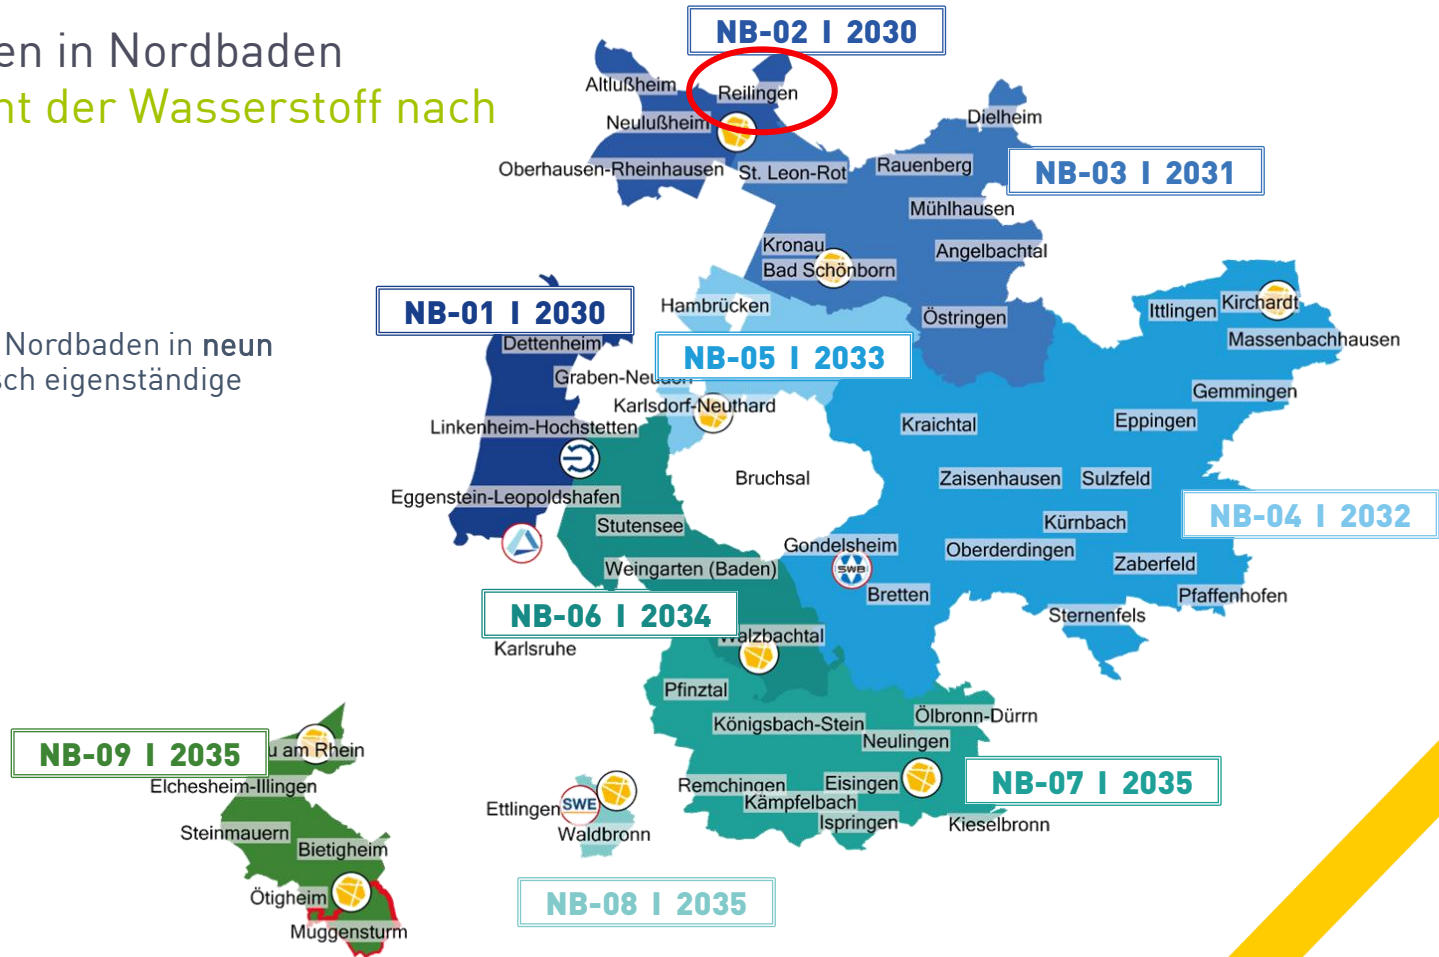 en in Nordbaden
nt der Wasserstoff nach
Nordbaden in neun
sch eigenständige
NB-02 I 2030
Altlußheim
Reilingen
Neulußheim
Dielheim
Oberhausen-Rheinhausen
St. Leon-Rot
Rauenberg
NB-03 I 2031
Mühlhausen
Kronau
Angelbachtal
Bad Schönborn
Hambrücken
NB-01 I 2030
Östringen
Ittlingen
Kirchardt
Dettenheim
Massenbachhausen
NB-05 I 2033
Graben-Neudorf
Gemmingen
Karlsdorf-Neuthard
Kraichtal
Eppingen
Linkenheim-Hochstetten
Bruchsal
Zaisenhausen
Sulzfeld
Eggenstein-Leopoldshafen
NB-04 I 2032
Stutensee
Kürnbach
Gondelsheim
Oberderdingen
Zaberfeld
SWB
Weingarten (Baden)
Bretten
Pfaffenhofen
NB-06 I 2034
Sternenfels
Walzbachtal
Karlsruhe
Pfinztal
Königsbach-Stein
Ölbronn-Dürrn
Neulingen
NB-09 I 2035
u am Rhein
Elchesheim-Illingen
Remchingen
Eisingen
NB-07 I 2035
Kämpfelbach
Ettlingen
SWE
Ispringen
Kieselbronn
Steinmauern
Waldbronn
Bietigheim
Ötigheim
NB-08 I 2035
Muggensturm